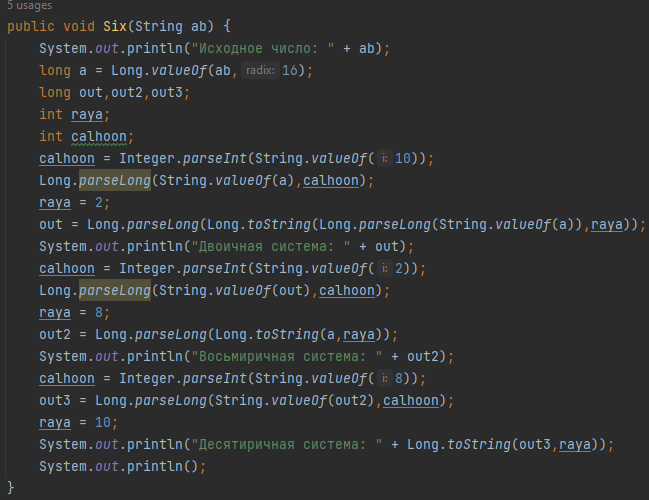 5 usages
public void Six(String ab) {
System.out.println("Исходное число: " + ab);
long a = Long.valueOf(ab, radix: 16);
long out,out2,out3;
int raya;
int calhoon;
calhoon = Integer.parseInt(String.valueOf( i: 10));
Long.parseLong(String.valueOf(a),calhoon);
raya = 2;
out = Long.parseLong(Long.toString(Long.parseLong(String.valueOf(a)),raya));
System.out.println("Двоичная система: " + out);
calhoon = Integer.parseInt(String.valueOf( i: 2));
Long.parseLong(String.valueOf(out),calhoon);
raya = 8;
out2 = Long.parseLong(Long.toString(a,raya));
System.out.println("Восьмиричная система: " + out2);
calhoon = Integer.parseInt(String.valueOf( i: 8));
out3 = Long.parseLong(String.valueOf(out2),calhoon);
raya = 10;
System.out.println("Десятиричная система: " + Long.toString(out3,raya));
System.out.println();
}